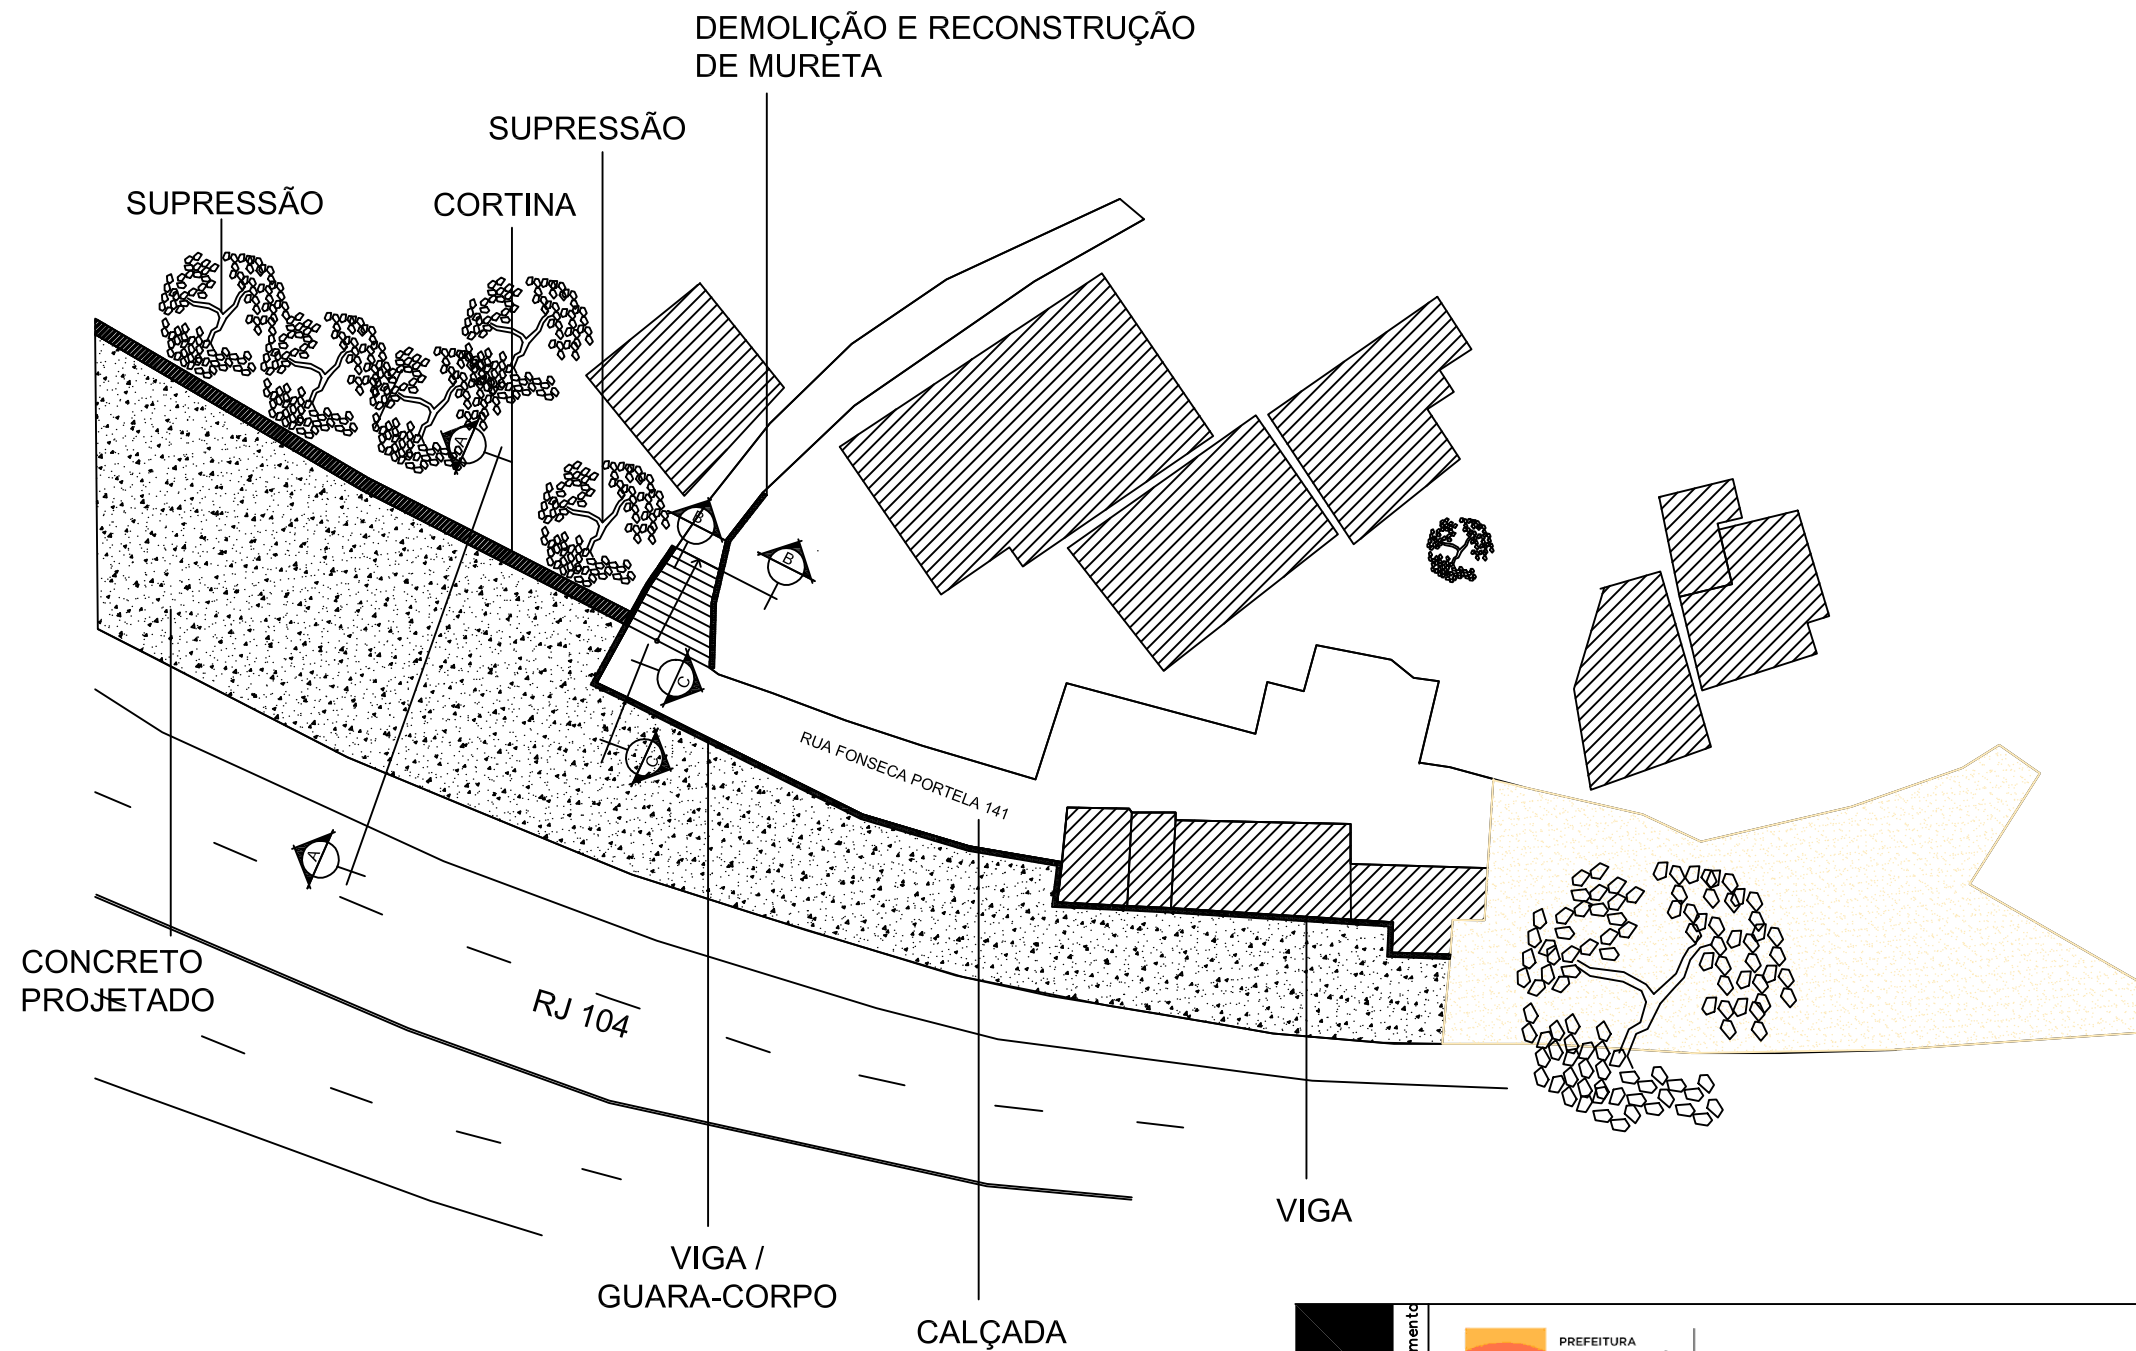 DEMOLIÇÃO E RECONSTRUÇÃO
DE MURETA
SUPRESSÃO
SUPRESSÃO
CORTINA
A
B
B
C
C
A
RUA FONSECA PORTELA 141
CONCRETO
PROJETADO
RJ 104
VIGA
VIGA /
GUARA-CORPO
CALÇADA
PREFEITURA